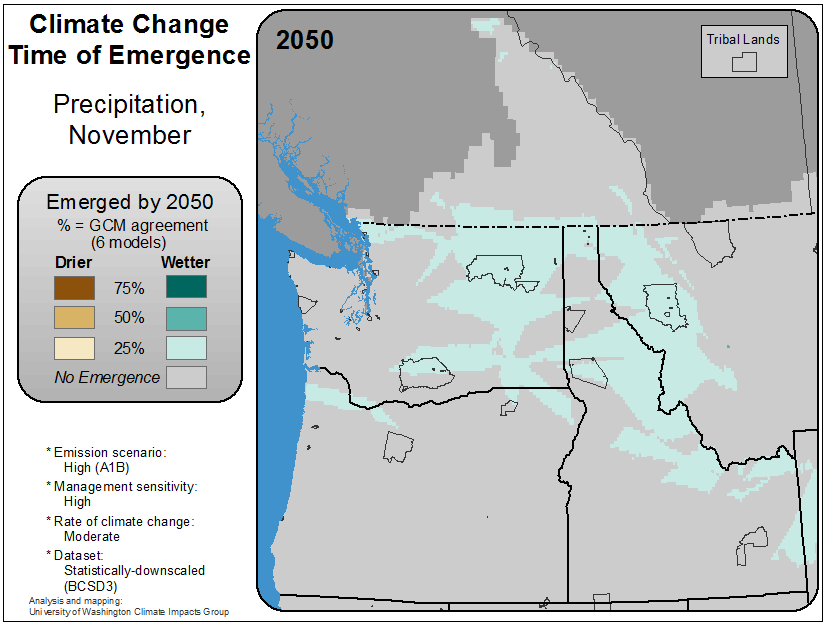 Climate Change
Time of Emergence
Precipitation,
November
Emerged by 2050
% = GCM agreement
(6 models)
Drier Wetter
75%
50%
25%
No Emergence
* Emission scenario:
High (A1B)
* Management sensitivity:
High
* Rate of climate change:
Moderate
* Dataset:
Statistically-downscaled
(BCSD3)
Analysis and mapping:
University of Washington Climate Impacts Group
2050
Tribal Lands